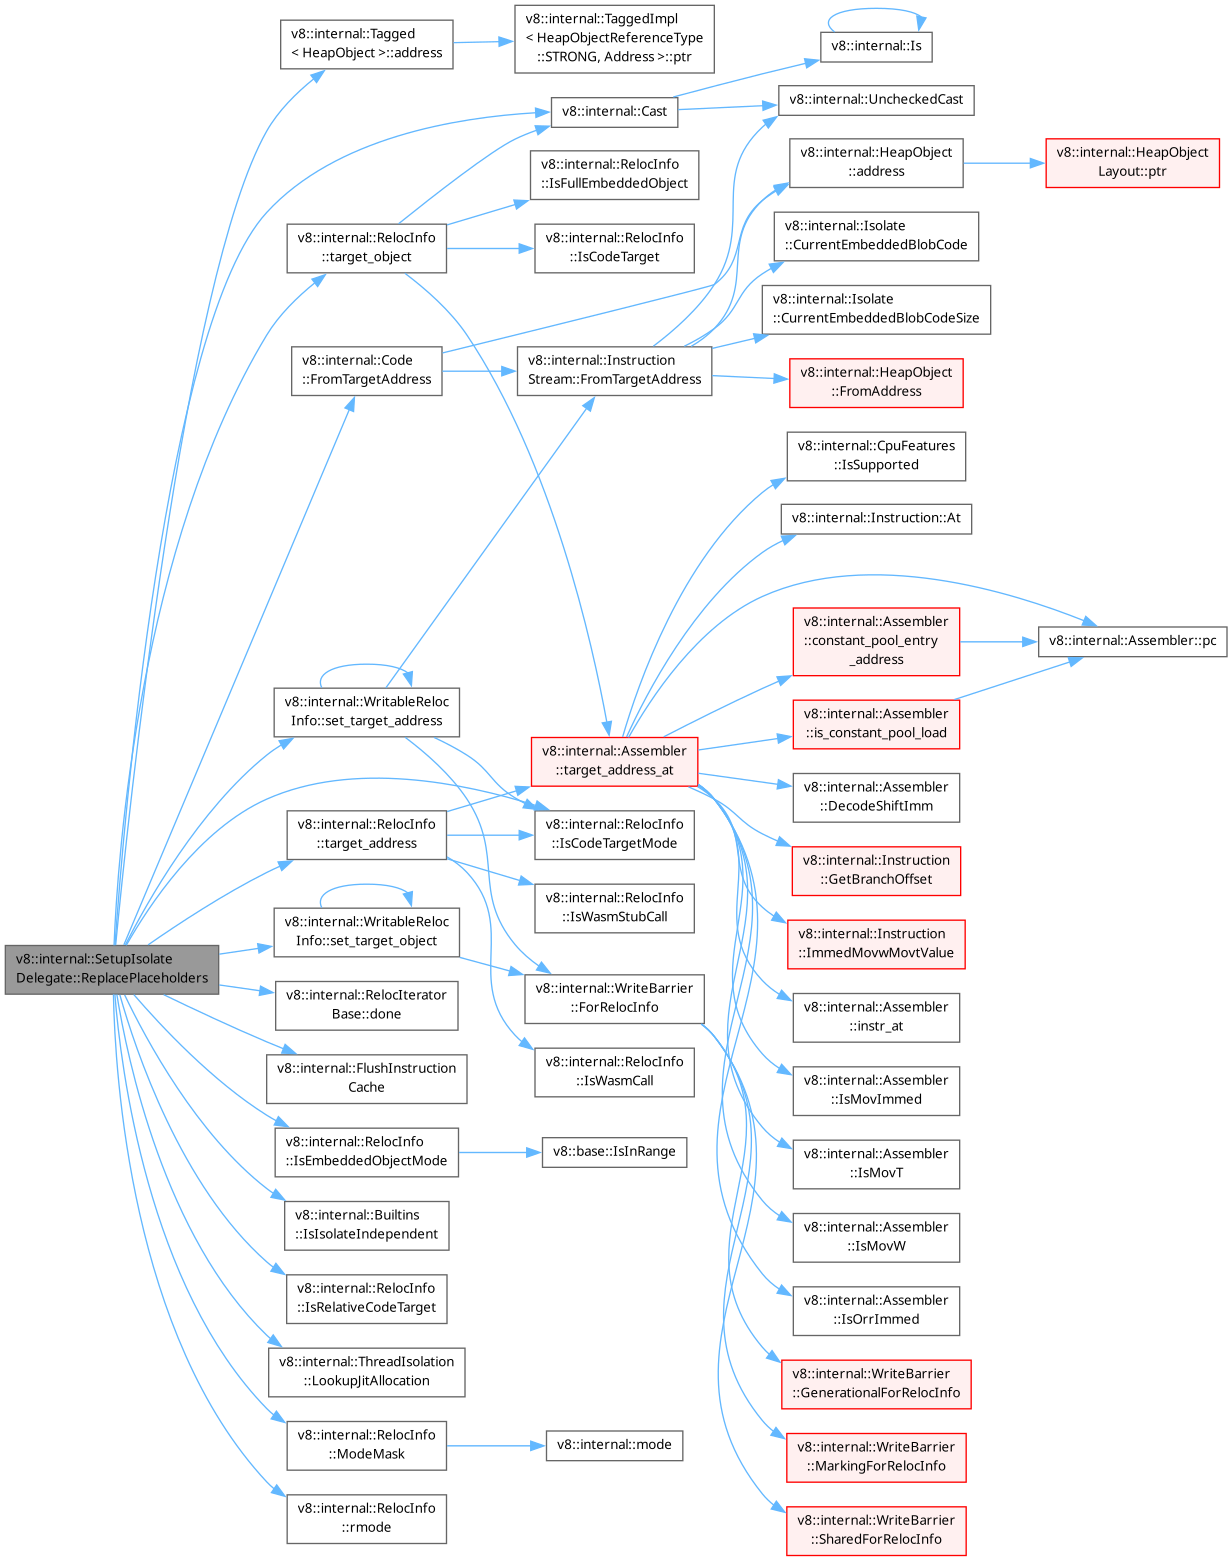 v8::internal::SetupIsolate
Delegate::ReplacePlaceholders
v8::internal::Tagged
< HeapObject >::address
v8::internal::TaggedImpl
< HeapObjectReferenceType
::STRONG, Address >::ptr
v8::internal::Cast
v8::internal::Is
v8::internal::UncheckedCast
v8::internal::RelocInfo
::target_object
v8::internal::RelocInfo
::IsFullEmbeddedObject
v8::internal::RelocInfo
::IsCodeTarget
v8::internal::HeapObject
::address
v8::internal::HeapObject
Layout::ptr
v8::internal::Isolate
::CurrentEmbeddedBlobCode
v8::internal::Isolate
::CurrentEmbeddedBlobCodeSize
v8::internal::Code
::FromTargetAddress
v8::internal::Instruction
Stream::FromTargetAddress
v8::internal::HeapObject
::FromAddress
v8::internal::CpuFeatures
::IsSupported
v8::internal::Instruction::At
v8::internal::Assembler
::constant_pool_entry
_address
v8::internal::Assembler::pc
v8::internal::WritableReloc
Info::set_target_address
v8::internal::Assembler
::is_constant_pool_load
v8::internal::Assembler
::target_address_at
v8::internal::Assembler
::DecodeShiftImm
v8::internal::RelocInfo
::target_address
v8::internal::RelocInfo
::IsCodeTargetMode
v8::internal::Instruction
::GetBranchOffset
v8::internal::RelocInfo
::IsWasmStubCall
v8::internal::WritableReloc
Info::set_target_object
v8::internal::Instruction
::ImmedMovwMovtValue
v8::internal::RelocIterator
Base::done
v8::internal::WriteBarrier
::ForRelocInfo
v8::internal::Assembler
::instr_at
v8::internal::FlushInstruction
Cache
v8::internal::RelocInfo
::IsWasmCall
v8::internal::Assembler
::IsMovImmed
v8::internal::RelocInfo
::IsEmbeddedObjectMode
v8::base::IsInRange
v8::internal::Assembler
::IsMovT
v8::internal::Builtins
::IsIsolateIndependent
v8::internal::Assembler
::IsMovW
v8::internal::RelocInfo
::IsRelativeCodeTarget
v8::internal::Assembler
::IsOrrImmed
v8::internal::ThreadIsolation
::LookupJitAllocation
v8::internal::WriteBarrier
::GenerationalForRelocInfo
v8::internal::RelocInfo
::ModeMask
v8::internal::mode
v8::internal::WriteBarrier
::MarkingForRelocInfo
v8::internal::RelocInfo
::rmode
v8::internal::WriteBarrier
::SharedForRelocInfo